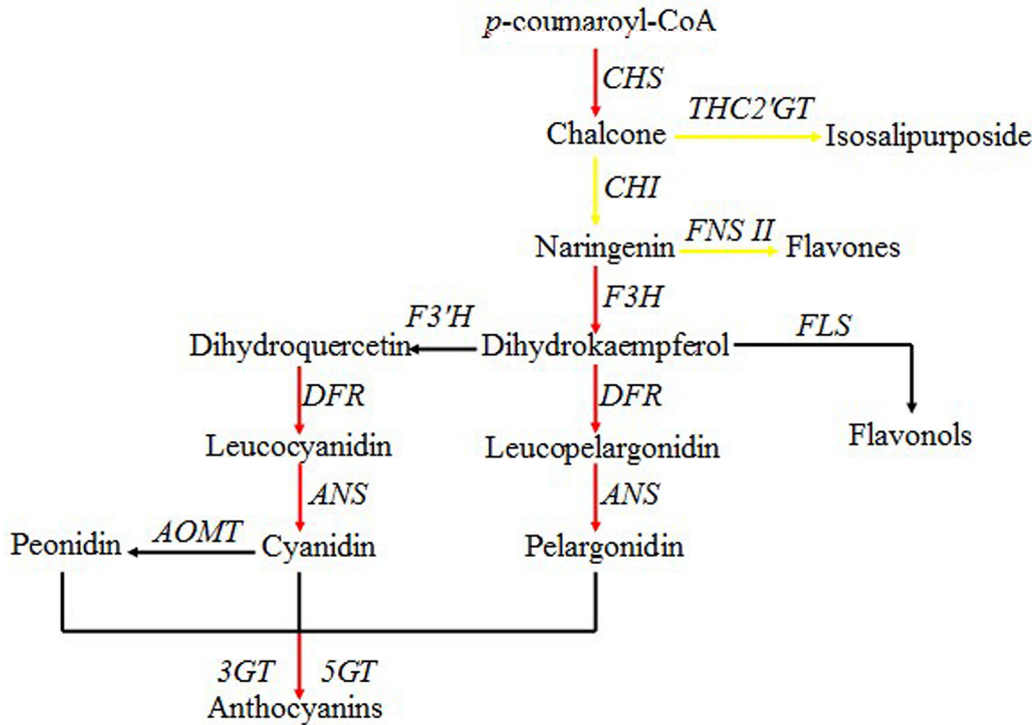 p-coumaroyl-CoA
CHS
THC2'GT
Chalcone
Isosalipurposide
CHI
FNS II
Naringenin
Flavones
F3H
F3'H
FLS
Dihydroquercetin
Dihydrokaempferol
DFR
DFR
Flavonols
Leucocyanidin
Leucopelargonidin
ANS
ANS
AOMT
Peonidin
Cyanidin
Pelargonidin
3GT
5GT
Anthocyanins